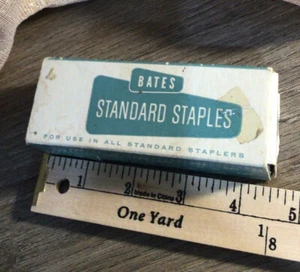 BATES
STANDARD STAPLES
FOR USE IN ALL STANDARD STAPLERS
1 2 Made in China 3 4 5
One Yard
1/8